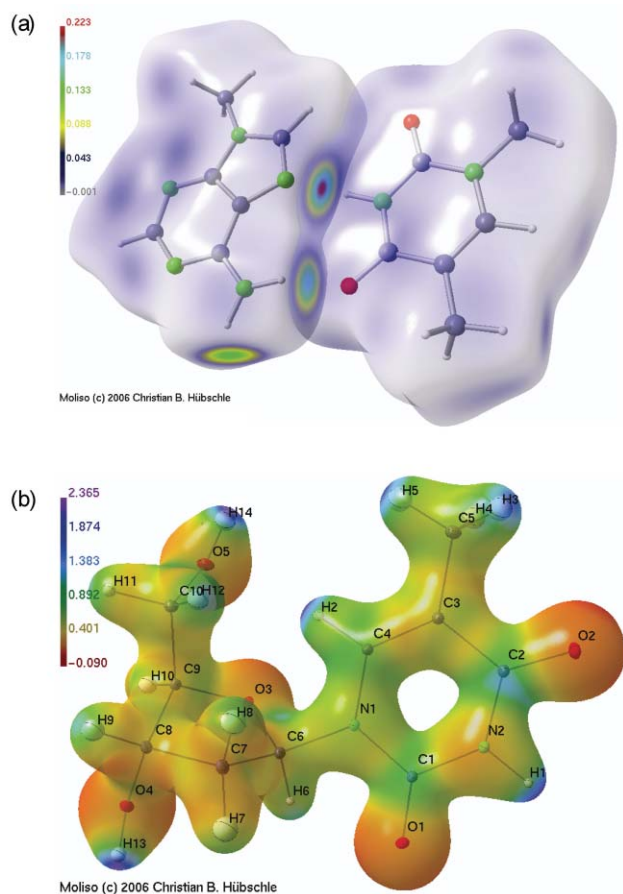 (a)
0.223
0.178
0.133
0.088
0.043
-0.001
Moliso (c) 2006 Christian B. Hübschle
(b)
2.365
1.874
1.383
0.892
0.401
-0.090
H14
O5
H11
C10
H12
H10
C9
O3
H9
C8
H8
C7
C6
O4
H7
H6
H13
H5
H4
H3
C5
H2
C3
C4
O2
C2
N1
N2
C1
H1
O1
Moliso (c) 2006 Christian B. Hübschle